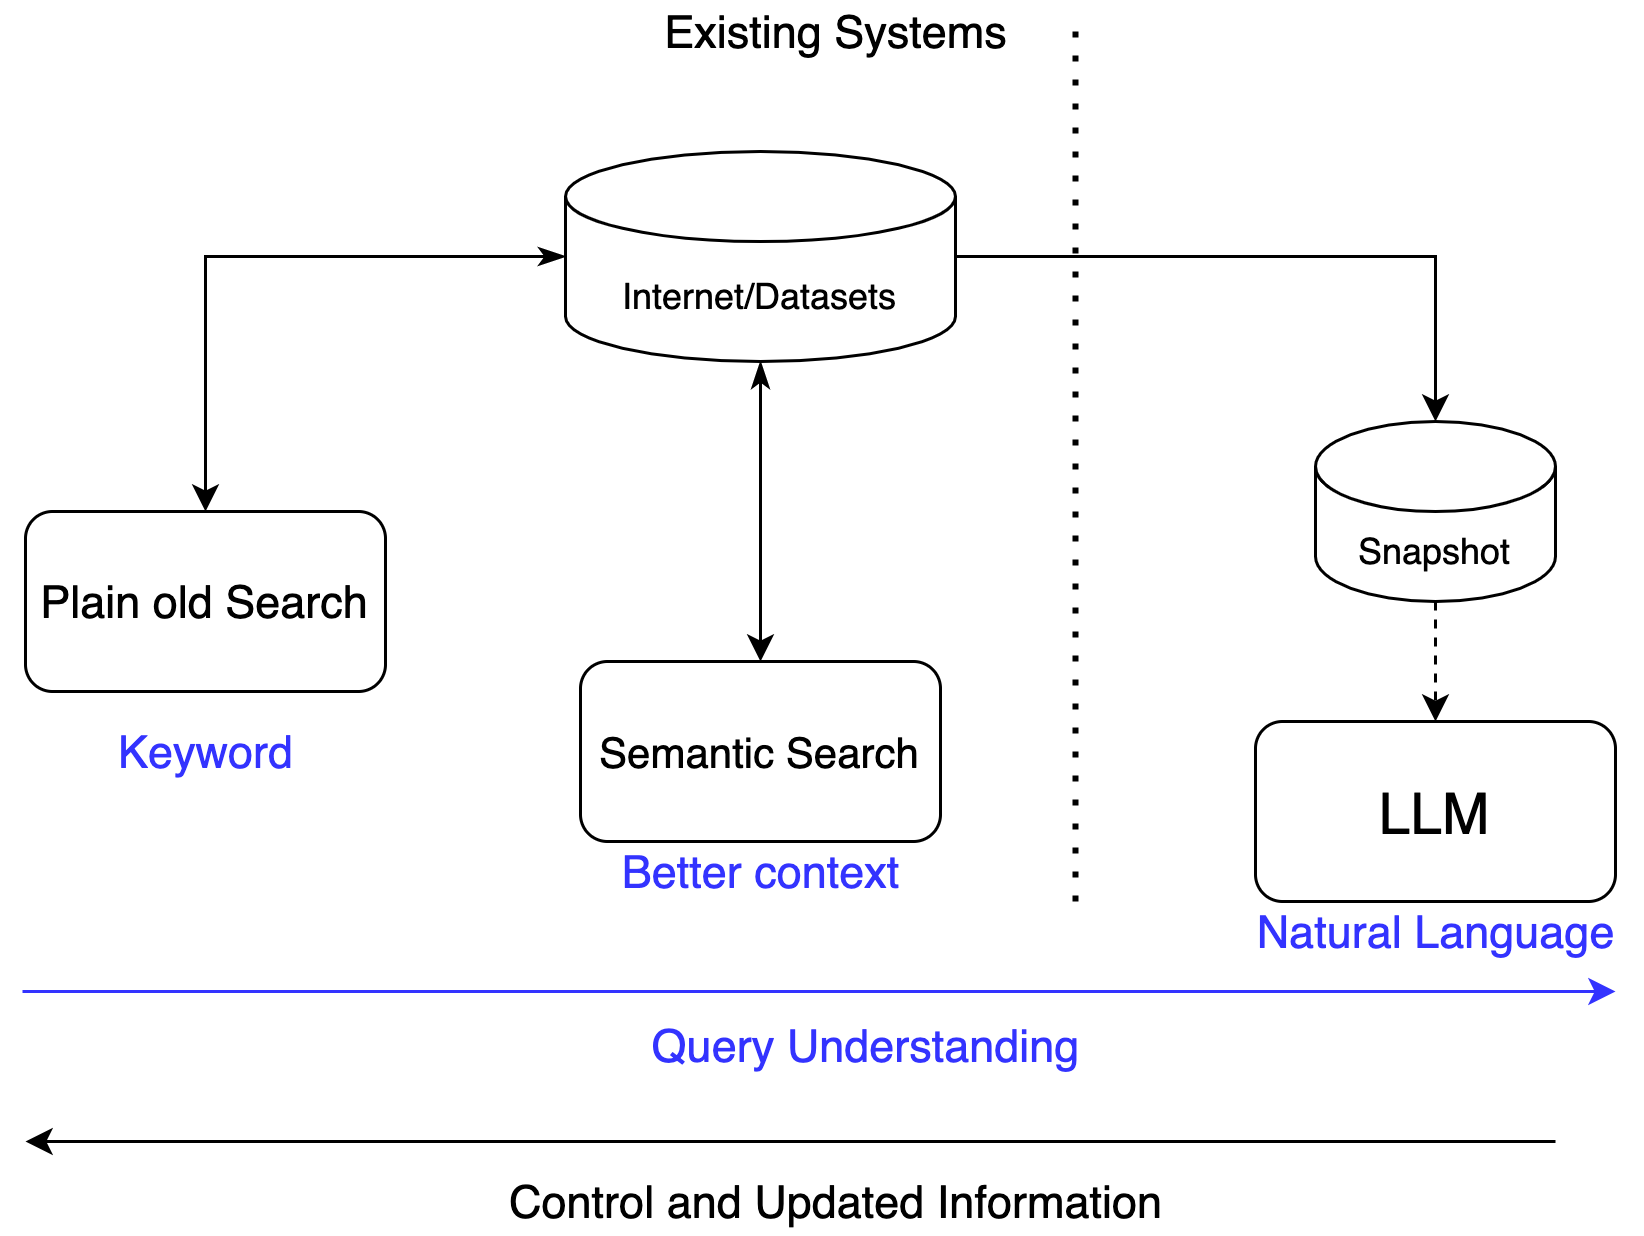 Existing Systems
Internet/Datasets
Snapshot
Plain old Search
Keyword
Semantic Search
Better context
LLM
Natural Language
Query Understanding
Control and Updated Information